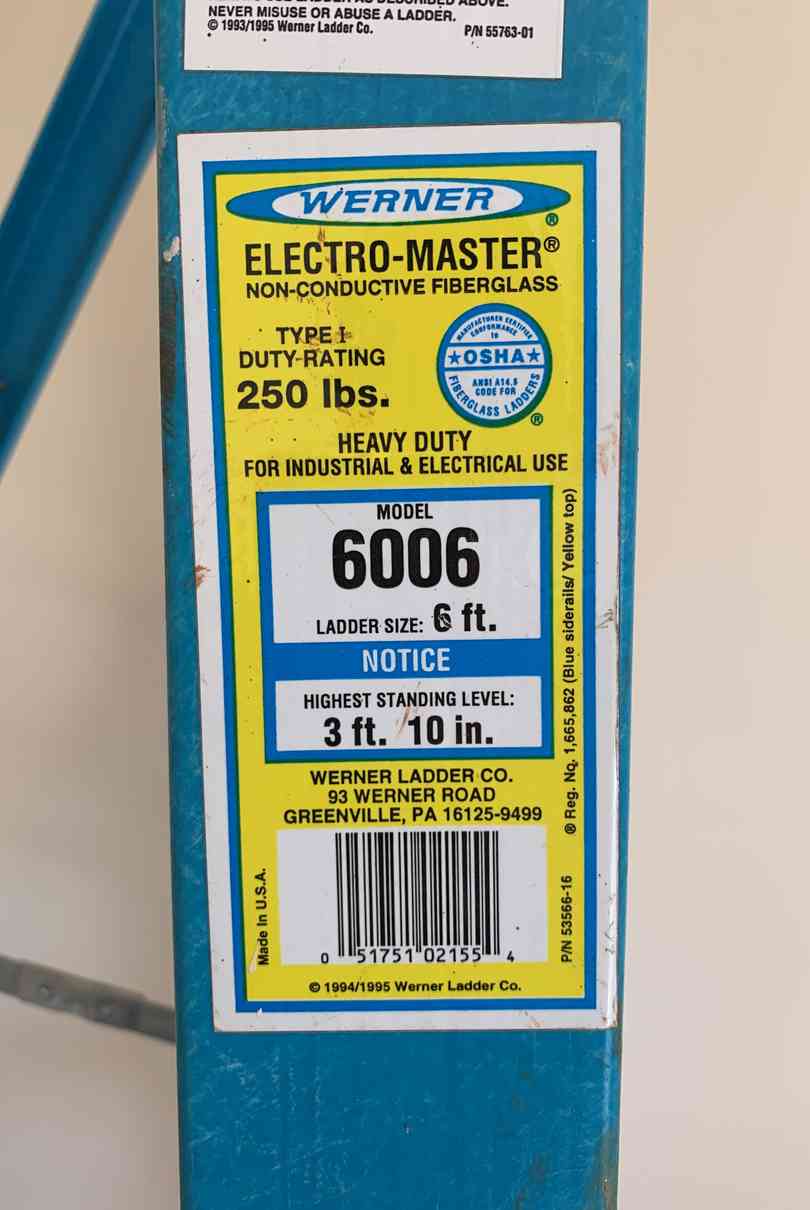 NEVER MISUSE OR ABUSE A LADDER.
© 1993/1995 Werner Ladder Co. P/N 55763-01
WERNER®
ELECTRO-MASTER®
NON-CONDUCTIVE FIBERGLASS
TYPE I
DUTY-RATING
250 lbs.
MANUFACTURER CERTIFIES
CONFORMANCE
TO
★OSHA★
ANSI A14.5
CODE FOR
FIBERGLASS LADDERS
®
HEAVY DUTY
FOR INDUSTRIAL & ELECTRICAL USE
MODEL
6006
LADDER SIZE: 6 ft.
NOTICE
HIGHEST STANDING LEVEL:
3 ft. 10 in.
® Reg. No. 1,665,862 (Blue siderails/ Yellow top)
WERNER LADDER CO.
93 WERNER ROAD
GREENVILLE, PA 16125-9499
Made In U.S.A.
0 51751 02155 4
P/N 53566-16
© 1994/1995 Werner Ladder Co.